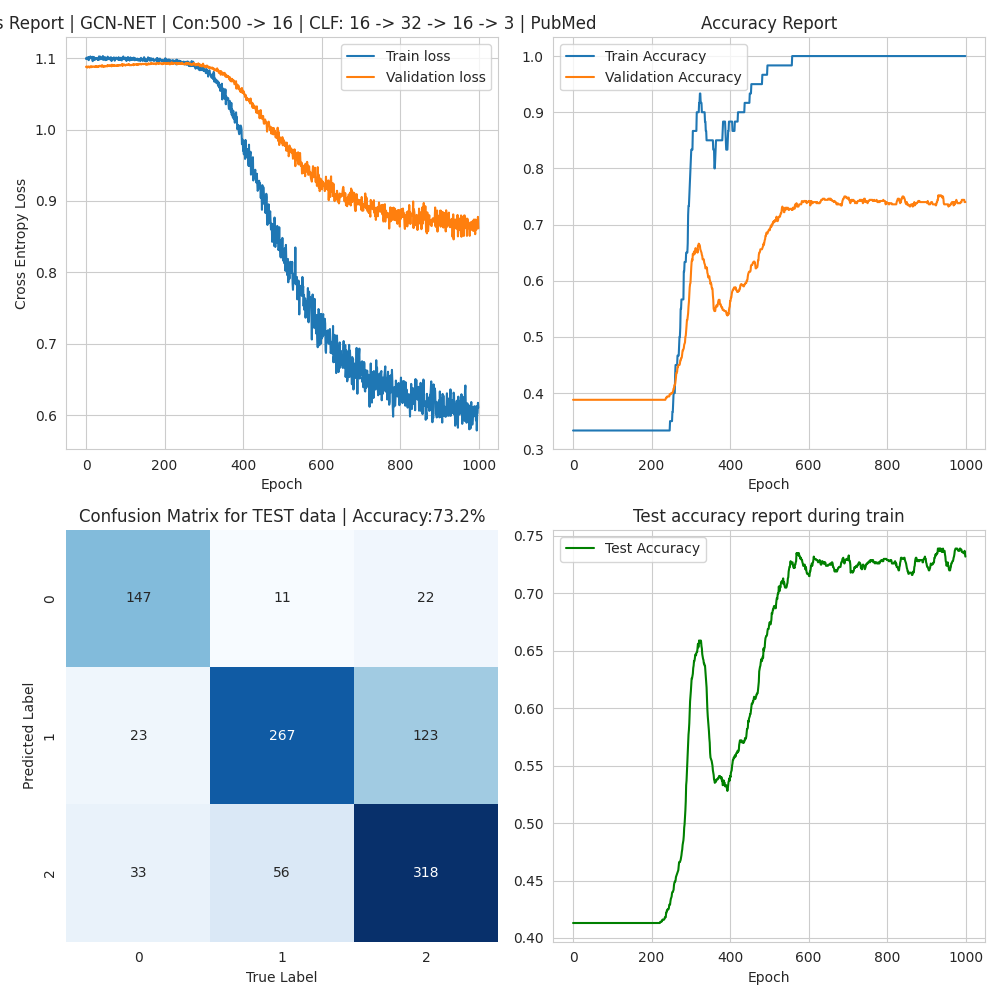 s Report | GCN-NET | Con:500 -> 16 | CLF: 16 -> 32 -> 16 -> 3 | PubMed
Train loss
Validation loss
1.1
1.0
0.9
0.8
0.7
0.6
Cross Entropy Loss
0 200 400 600 800 1000
Epoch
Accuracy Report
Train Accuracy
Validation Accuracy
1.0
0.9
0.8
0.7
0.6
0.5
0.4
0.3
0 200 400 600 800 1000
Epoch
Confusion Matrix for TEST data | Accuracy:73.2%
Predicted Label
0 147 11 22
1 23 267 123
2 33 56 318
0 1 2
True Label
Test accuracy report during train
Test Accuracy
0.75
0.70
0.65
0.60
0.55
0.50
0.45
0.40
0 200 400 600 800 1000
Epoch